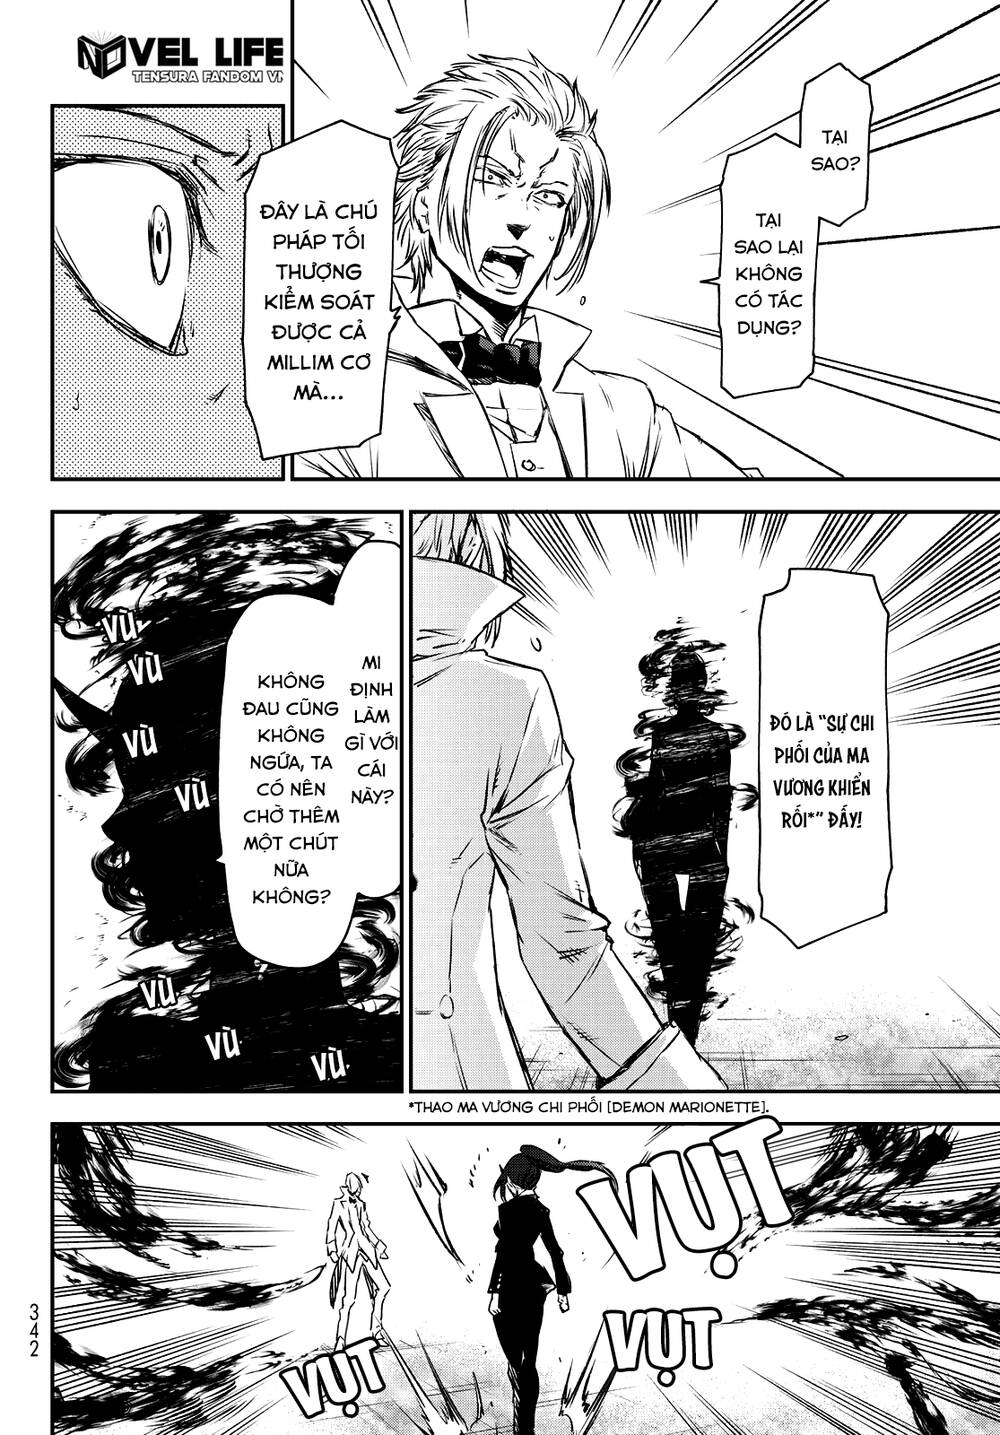 NOVEL LIFE
TENSURA FANDOM VN
TẠI
SAO?
TẠI
SAO LẠI
KHÔNG
CÓ TÁC
DỤNG?
ĐÂY LÀ CHÚ
PHÁP TỐI
THƯỢNG
KIỂM SOÁT
ĐƯỢC CẢ
MILLIM CƠ
MÀ...
ĐÓ LÀ “SỰ CHI
PHỐI CỦA MA
VƯƠNG KHIỂN
RỐI*” ĐẤY!
MI
ĐỊNH
LÀM
GÌ VỚI
CÁI
NÀY?
KHÔNG
ĐAU CŨNG
KHÔNG
NGỨA, TA
CÓ NÊN
CHỜ THÊM
MỘT CHÚT
NỮA
KHÔNG?
VÙ
VÙ
VÙ
VÙ
VÙ
VÙ
VÙ
*THAO MA VƯƠNG CHI PHỐI [DEMON MARIONETTE].
VỤT
VỤT
VỤT
342